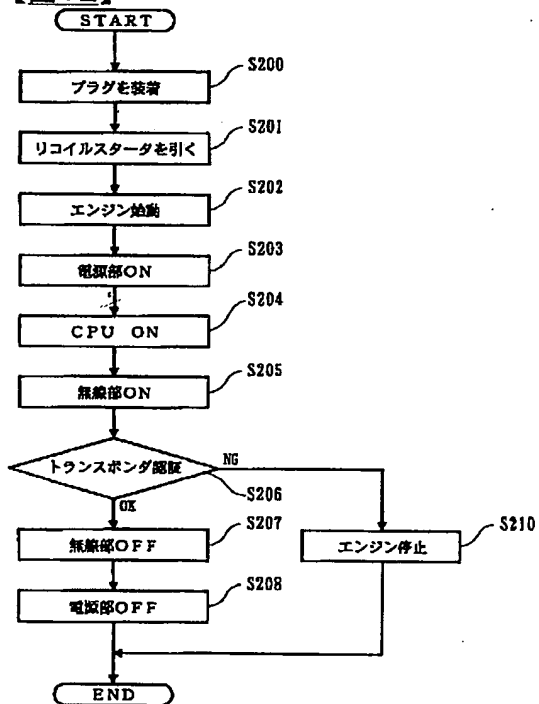 START
S200
プラグを装着
S201
リコイルスタータを引く
S202
エンジン始動
S203
電源部ON
S204
CPU ON
S205
無線部ON
トランスポンダ認証
NG
S206
OK
S207
無線部OFF
S210
エンジン停止
S208
電源部OFF
END